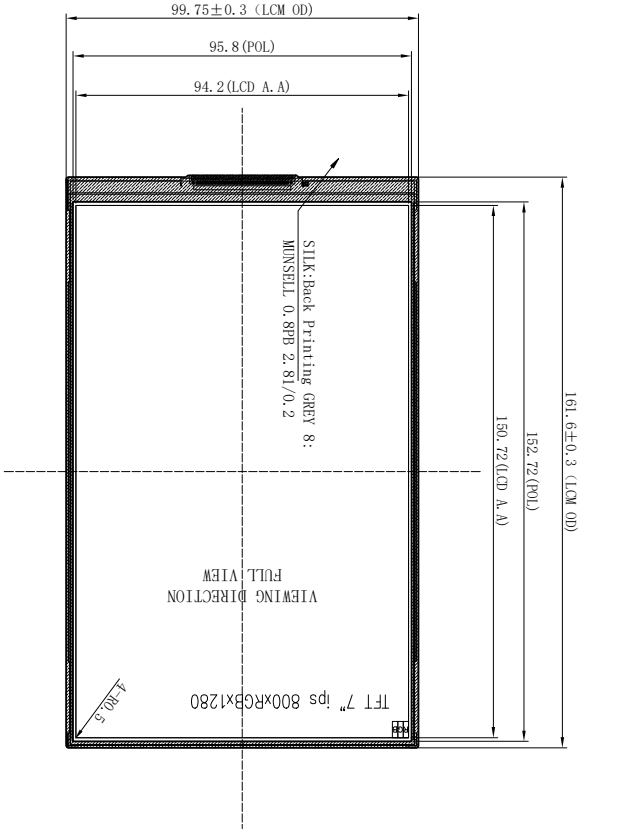 99.75±0.3 (LCM OD)
95.8(POL)
94.2(LCD A.A)
SILK:Back Printing GREY 8:
MUNSELL 0.8PB 2.81/0.2
161.6±0.3 (LCM OD)
152.72(POL)
150.72(LCD A.A)
VIEWING DIRECTION
FULL VIEW
TFT 7" ips 800xRGBx1280
4-R0.5
RGB